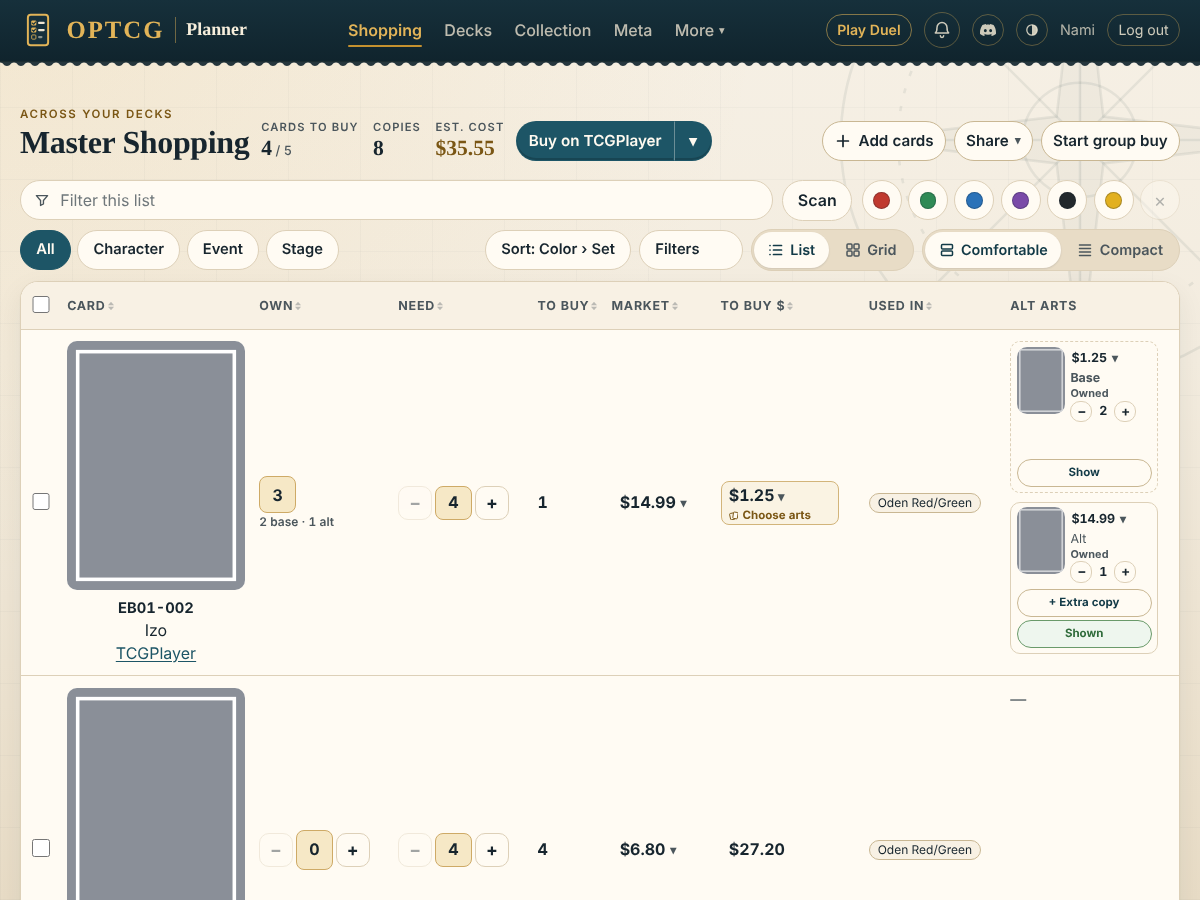 OPTCG Planner Shopping Decks Collection Meta More ▾ Play Duel Nami Log out
ACROSS YOUR DECKS
Master Shopping
CARDS TO BUY
4 / 5
COPIES
8
EST. COST
$35.55
Buy on TCGPlayer ▼
+ Add cards
Share ▾
Start group buy
Filter this list
Scan
×
All Character Event Stage Sort: Color › Set Filters List Grid Comfortable Compact
CARD OWN NEED TO BUY MARKET TO BUY $ USED IN ALT ARTS
EB01-002
Izo
TCGPlayer
3
2 base · 1 alt
− 4 +
1
$14.99 ▾
$1.25 ▾
Choose arts
Oden Red/Green
$1.25 ▾
Base
Owned
− 2 +
Show
$14.99 ▾
Alt
Owned
− 1 +
+ Extra copy
Shown
− 0 +
− 4 +
4
$6.80 ▾
$27.20
Oden Red/Green
—